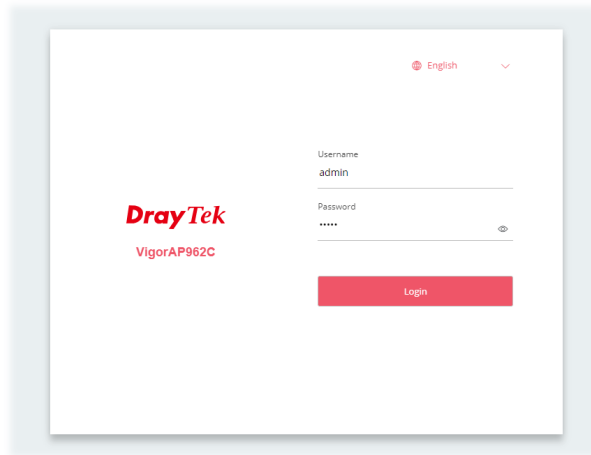 English
Username
admin
Password
•••••
DrayTek
VigorAP962C
Login